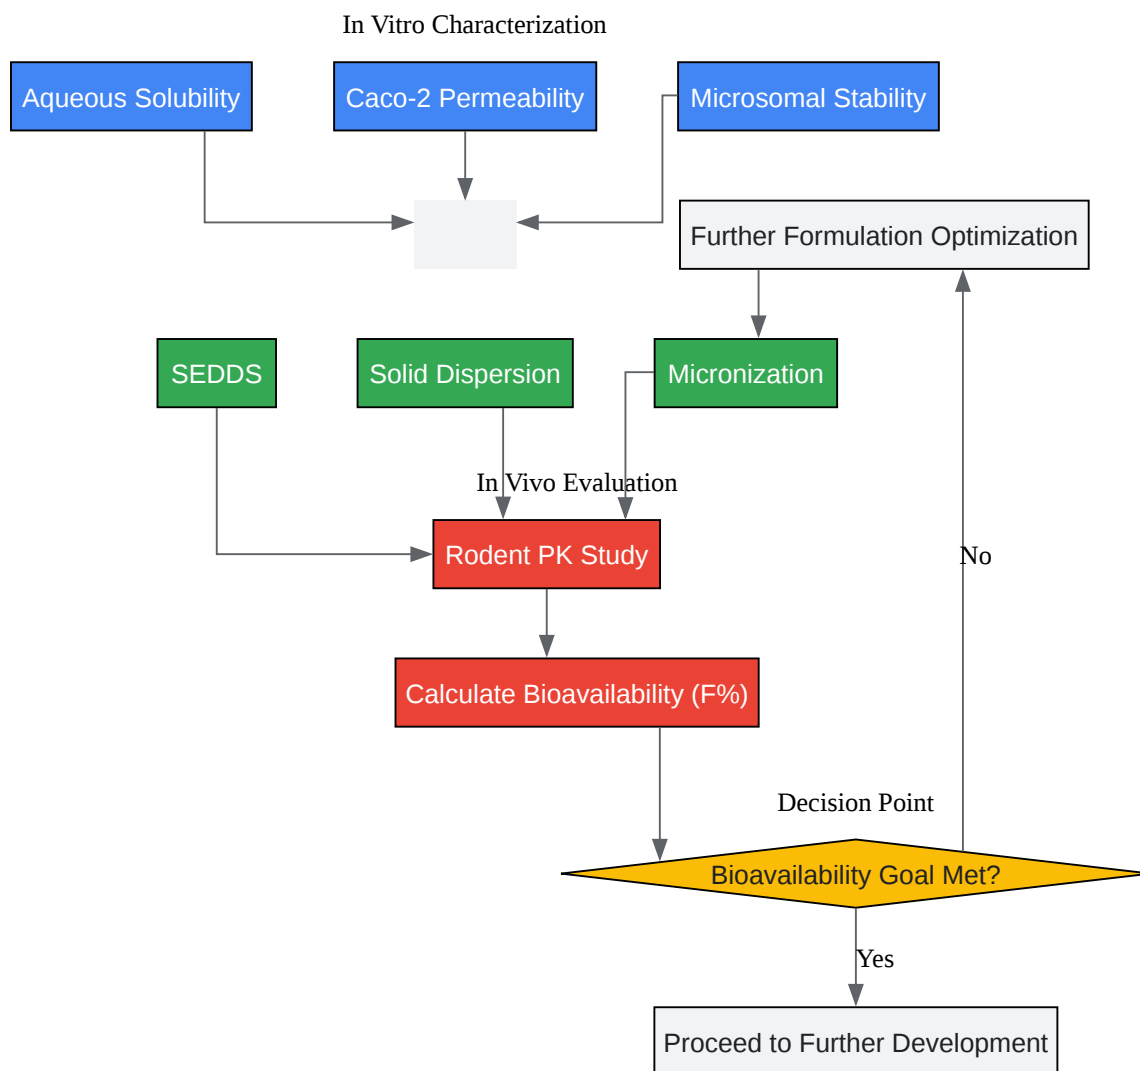 In Vitro Characterization
Aqueous Solubility
Caco-2 Permeability
Microsomal Stability
Further Formulation Optimization
SEDDS
Solid Dispersion
Micronization
In Vivo Evaluation
Rodent PK Study
No
Calculate Bioavailability (F%)
Decision Point
Bioavailability Goal Met?
Yes
Proceed to Further Development